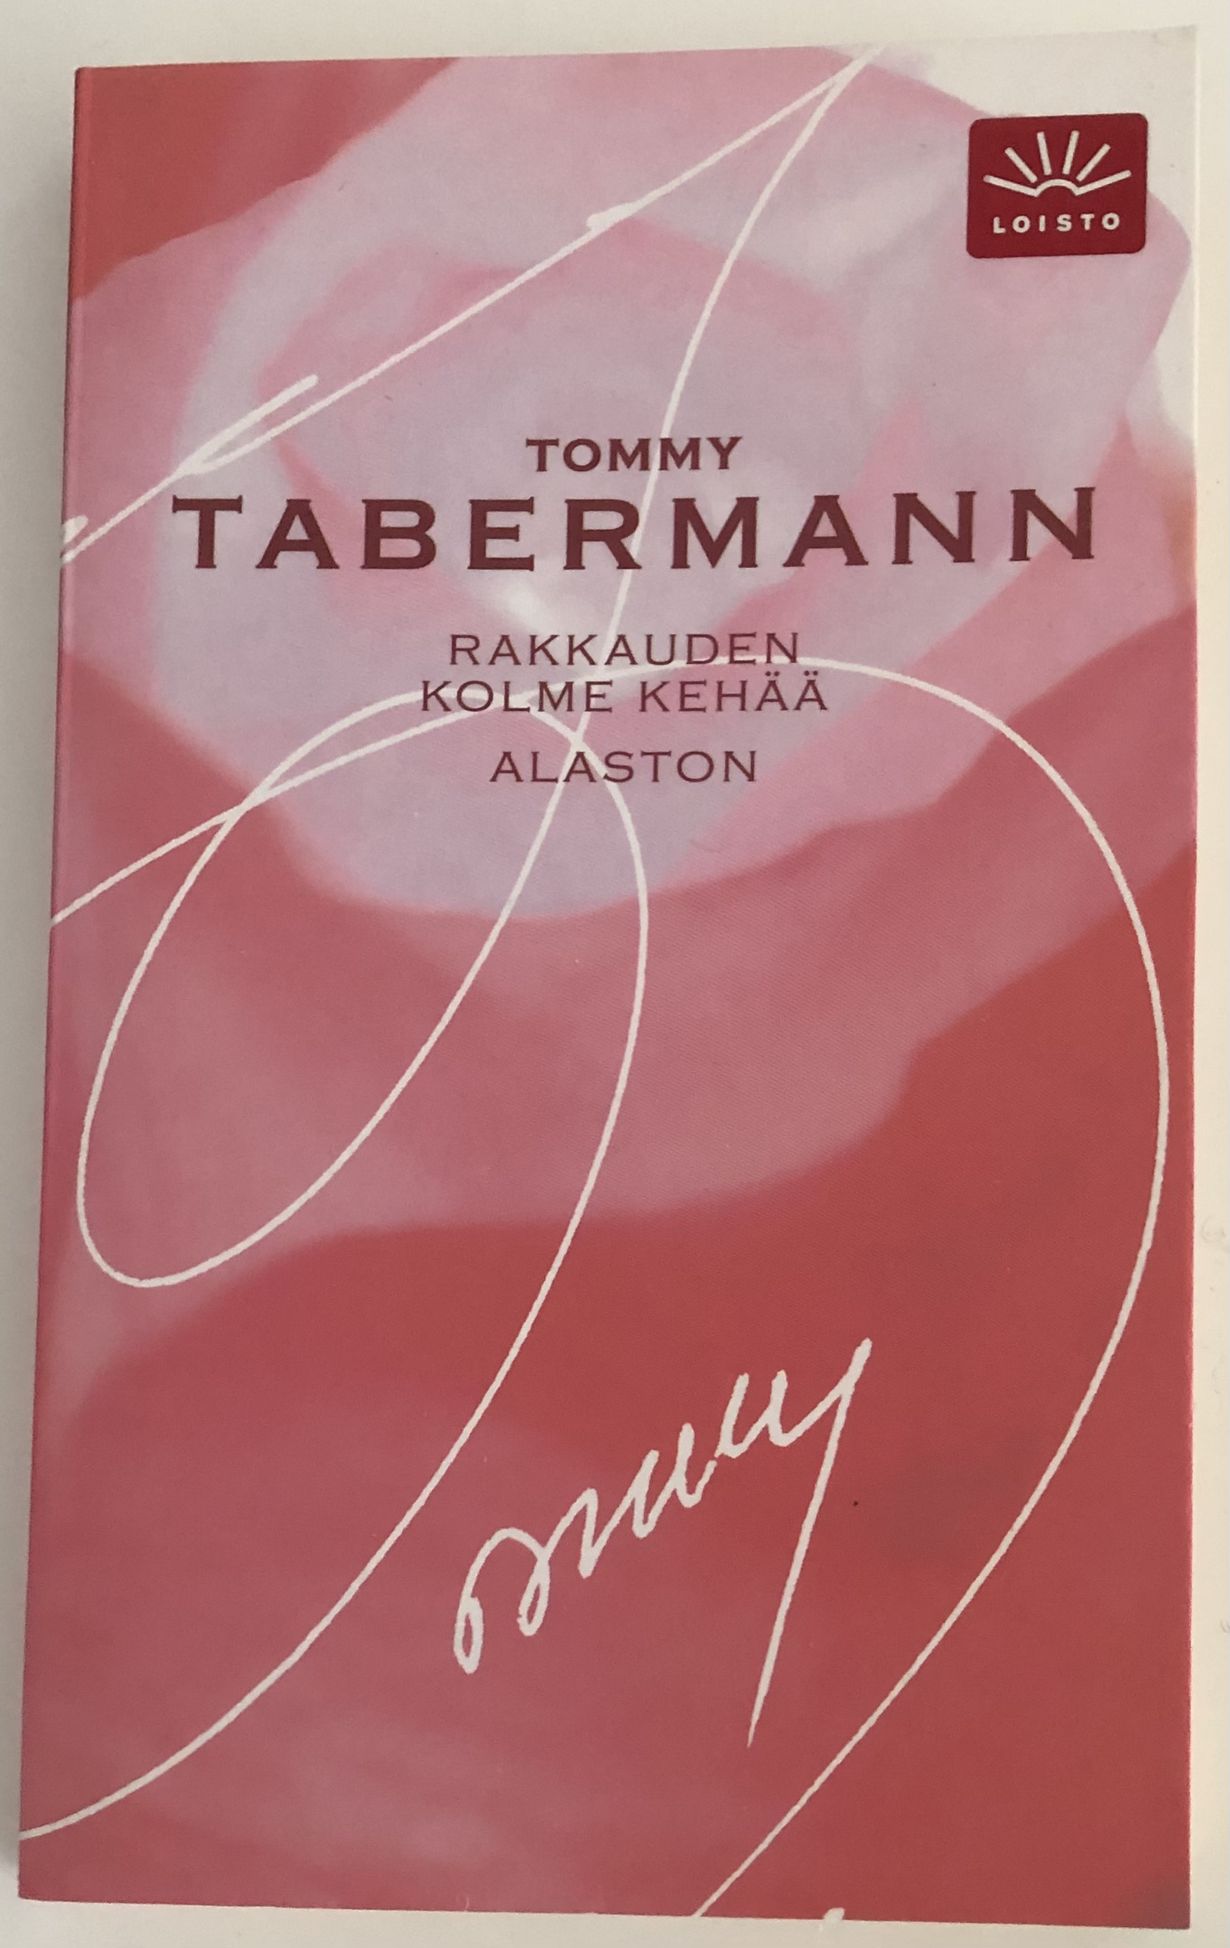 LOISTO
TOMMY
TABERMANN
RAKKAUDEN
KOLME KEHÄÄ
ALASTON